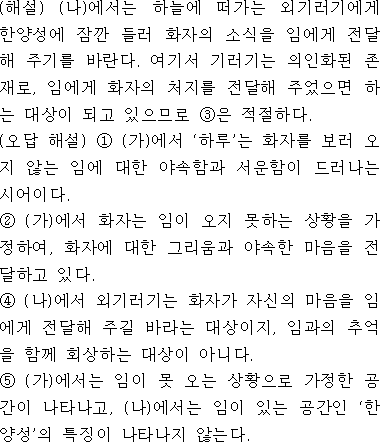 (해설) (나)에서는 하늘에 떠가는 외기러기에게
한양성에 잠깐 들러 화자의 소식을 임에게 전달
해 주기를 바란다. 여기서 기러기는 의인화된 존
재로, 임에게 화자의 처지를 전달해 주었으면 하
는 대상이 되고 있으므로 ③은 적절하다.
(오답 해설) ① (가)에서 ‘하루’는 화자를 보러 오
지 않는 임에 대한 야속함과 서운함이 드러나는
시어이다.
② (가)에서 화자는 임이 오지 못하는 상황을 가
정하여, 화자에 대한 그리움과 야속한 마음을 전
달하고 있다.
④ (나)에서 외기러기는 화자가 자신의 마음을 임
에게 전달해 주길 바라는 대상이지, 임과의 추억
을 함께 회상하는 대상이 아니다.
⑤ (가)에서는 임이 못 오는 상황으로 가정한 공
간이 나타나고, (나)에서는 임이 있는 공간인 ‘한
양성’의 특징이 나타나지 않는다.